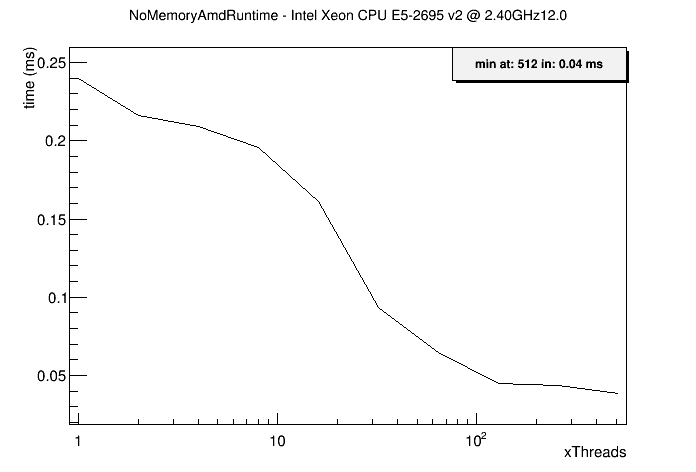 NoMemoryAmdRuntime - Intel Xeon CPU E5-2695 v2 @ 2.40GHz12.0
min at: 512 in: 0.04 ms
time (ms)
0.25
0.2
0.15
0.1
0.05
1
10
10²
xThreads